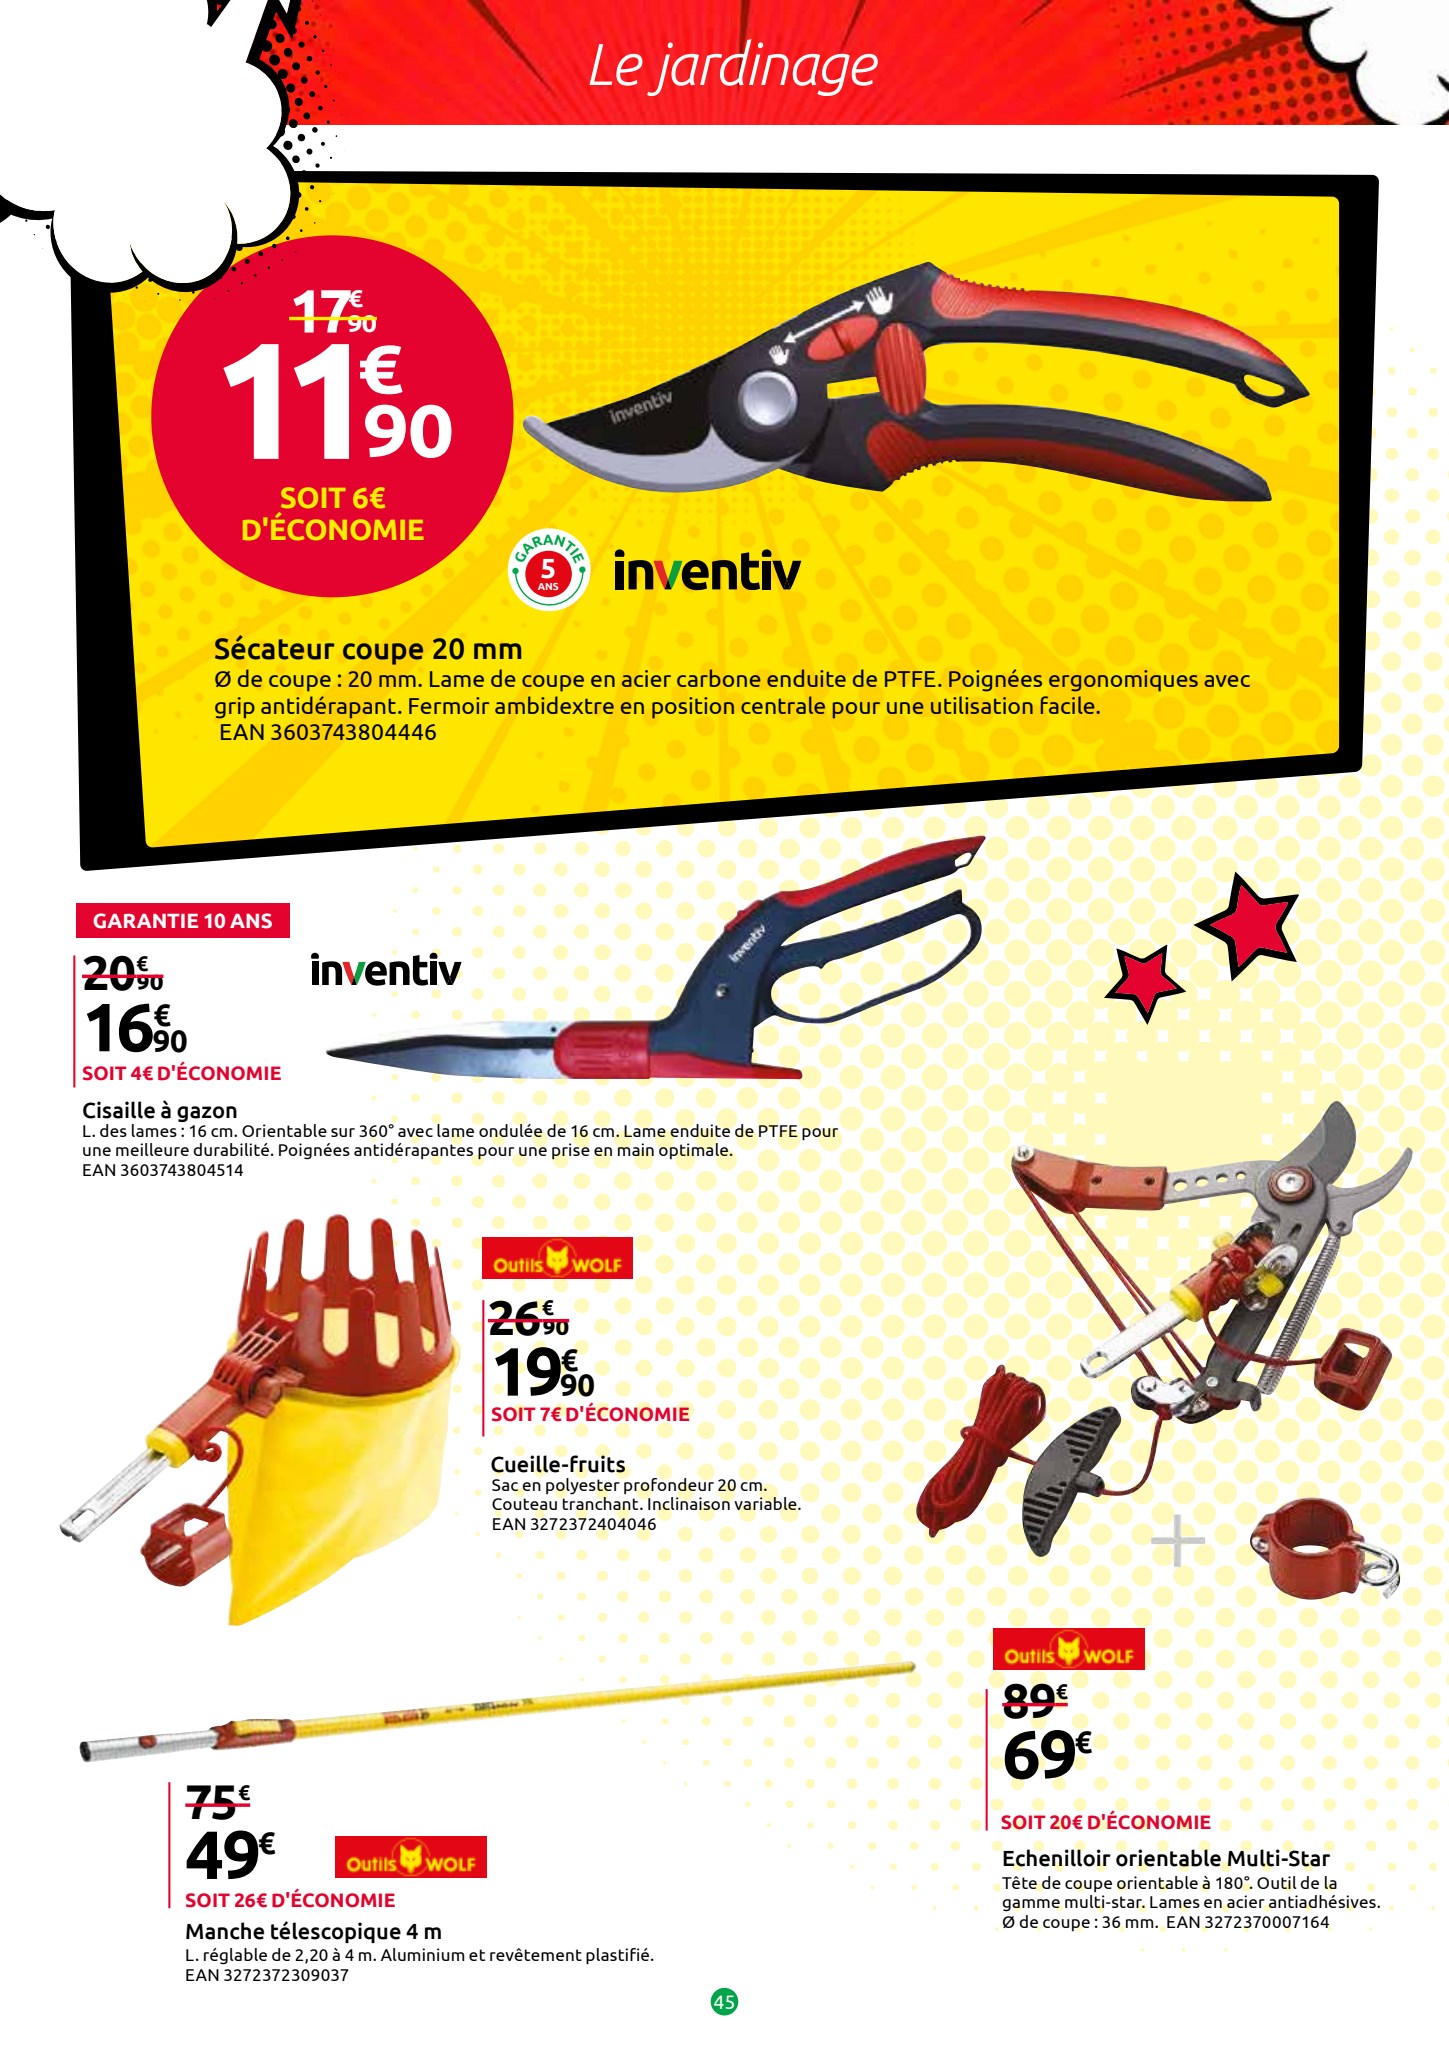 Le jardinage
17€90
11€90
SOIT 6€
D'ÉCONOMIE
inventiv
GARANTIE
5
ANS
inventiv
Sécateur coupe 20 mm
Ø de coupe : 20 mm. Lame de coupe en acier carbone enduite de PTFE. Poignées ergonomiques avec
grip antidérapant. Fermoir ambidextre en position centrale pour une utilisation facile.
EAN 3603743804446
GARANTIE 10 ANS
20€90
16€90
SOIT 4€ D'ÉCONOMIE
inventiv
inventiv
Cisaille à gazon
L. des lames : 16 cm. Orientable sur 360° avec lame ondulée de 16 cm. Lame enduite de PTFE pour
une meilleure durabilité. Poignées antidérapantes pour une prise en main optimale.
EAN 3603743804514
Outils WOLF
26€90
19€90
SOIT 7€ D'ÉCONOMIE
Cueille-fruits
Sac en polyester profondeur 20 cm.
Couteau tranchant. Inclinaison variable.
EAN 3272372404046
+
Outils WOLF
89€
69€
SOIT 20€ D'ÉCONOMIE
Echenilloir orientable Multi-Star
Tête de coupe orientable à 180°. Outil de la
gamme multi-star. Lames en acier antiadhésives.
Ø de coupe : 36 mm. EAN 3272370007164
75€
49€
SOIT 26€ D'ÉCONOMIE
Outils WOLF
Manche télescopique 4 m
L. réglable de 2,20 à 4 m. Aluminium et revêtement plastifié.
EAN 3272372309037
45